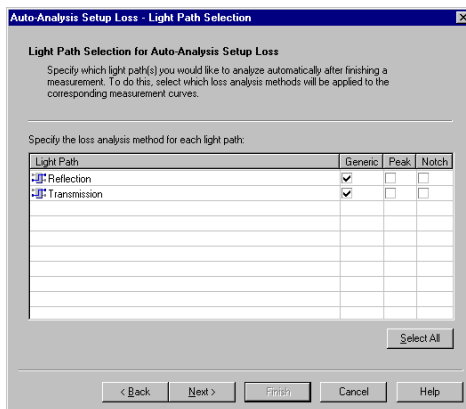 Auto-Analysis Setup Loss - Light Path Selection
Light Path Selection for Auto-Analysis Setup Loss
Specify which light path(s) you would like to analyze automatically after finishing a
measurement. To do this, select which loss analysis methods will be applied to the
corresponding measurement curves.
Specify the loss analysis method for each light path:
Light Path Generic Peak Notch
Reflection
Transmission
Select All
< Back Next > Finish Cancel Help